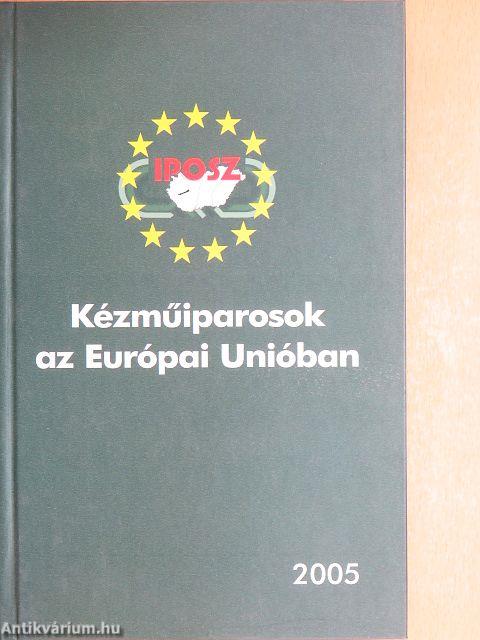 IPOSZ
Kézműiparosok
az Európai Unióban
2005
Antikvárium.hu